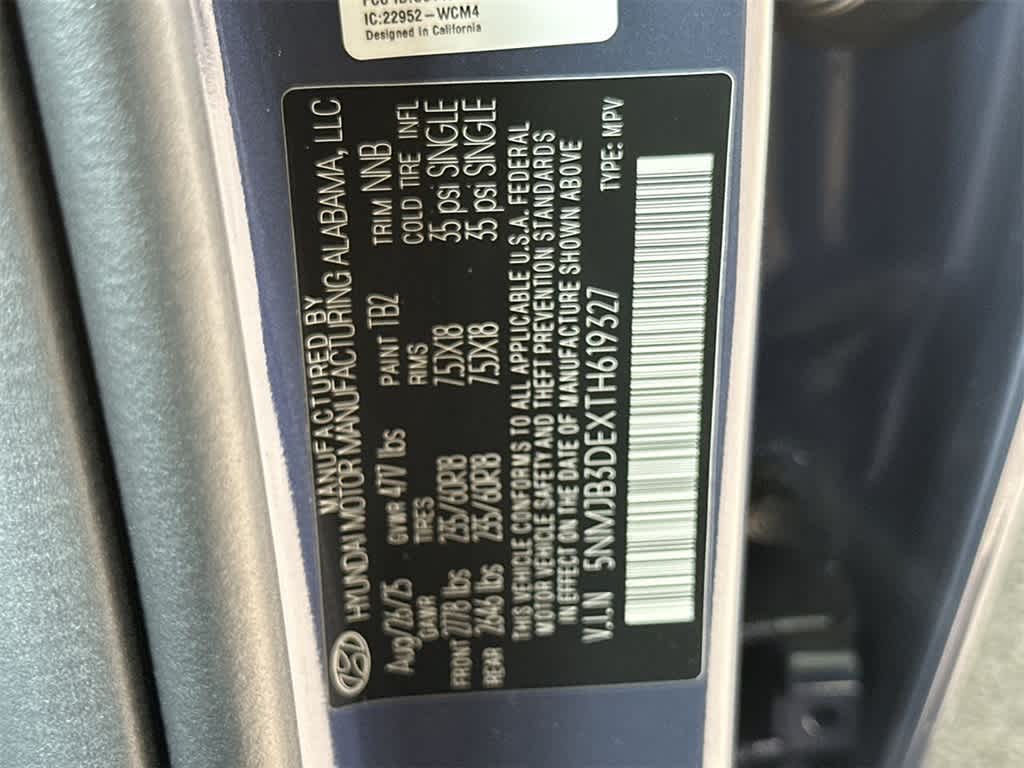 IC:22952-WCM4
Designed in California
MANUFACTURED BY
HYUNDAI MOTOR MANUFACTURING ALABAMA, LLC
Aug/26/25 GVWR 4717 lbs PAINT TB2 TRIM NNB
GAWR TIRES RIMS COLD TIRE INFL
FRONT 2778 lbs 235/60R18 7.5JX18 35 psi SINGLE
REAR 2646 lbs 235/60R18 7.5JX18 35 psi SINGLE
THIS VEHICLE CONFORMS TO ALL APPLICABLE U.S.A. FEDERAL
MOTOR VEHICLE SAFETY AND THEFT PREVENTION STANDARDS
IN EFFECT ON THE DATE OF MANUFACTURE SHOWN ABOVE
V.I.N 5NMJB3DEXTH619327 TYPE: MPV